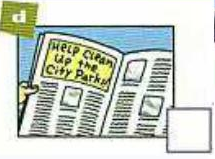 d
Help Clean
Up the
City Parks!